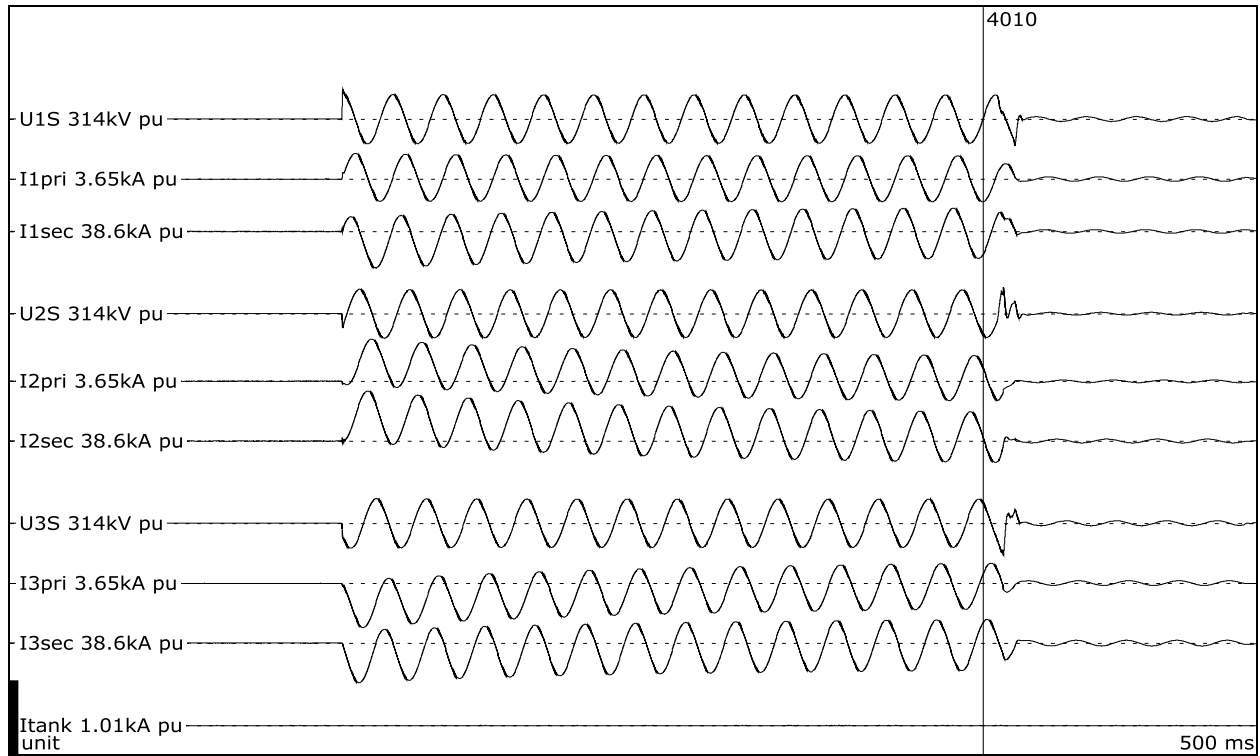 4010
U1S 314kV pu
I1pri 3.65kA pu
I1sec 38.6kA pu
U2S 314kV pu
I2pri 3.65kA pu
I2sec 38.6kA pu
U3S 314kV pu
I3pri 3.65kA pu
I3sec 38.6kA pu
Itank 1.01kA pu
unit 500 ms